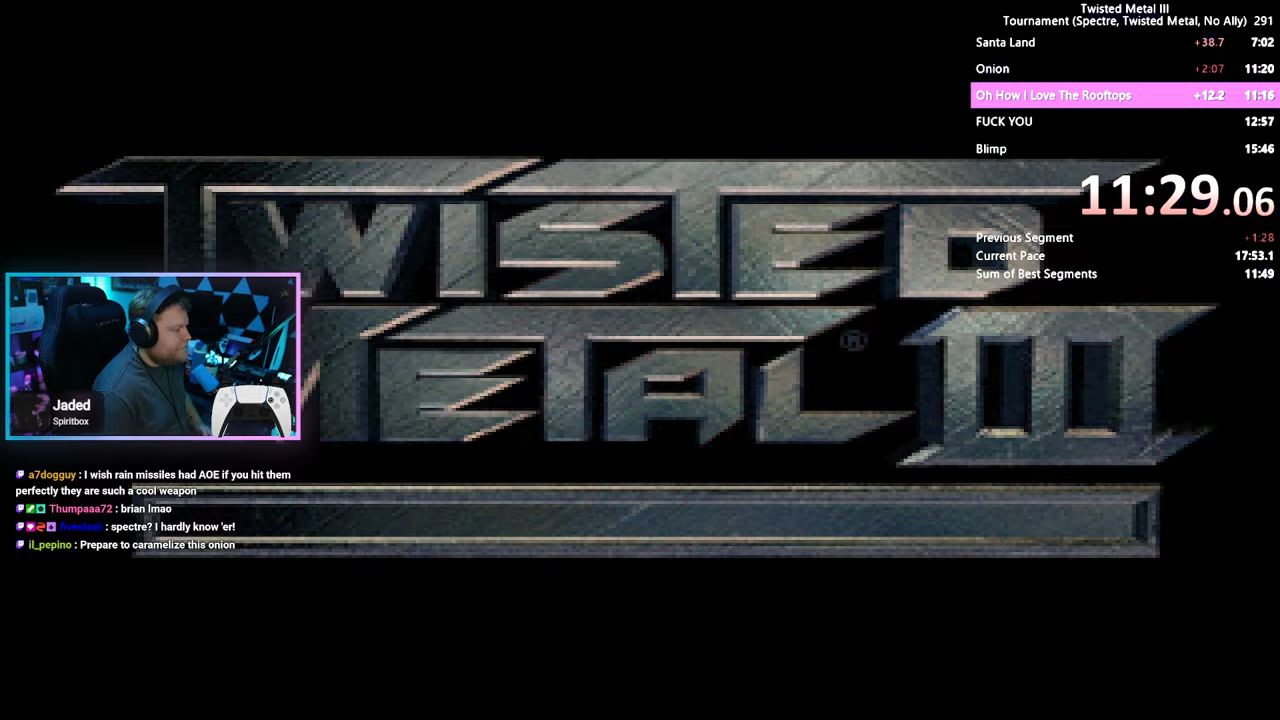 Twisted Metal III
Tournament (Spectre, Twisted Metal, No Ally) 291
Santa Land +38.7 7:02
Onion +2:07 11:20
Oh How I Love The Rooftops +12.2 11:16
FUCK YOU 12:57
Blimp 15:46
11:29.06
Previous Segment +1:28
Current Pace 17:53.1
Sum of Best Segments 11:49
TWISTED
METAL III
®
Jaded
Spiritbox
a7dogguy : I wish rain missiles had AOE if you hit them
perfectly they are such a cool weapon
Thumpaaa72 : brian lmao
: spectre? I hardly know 'er!
il_pepino : Prepare to caramelize this onion